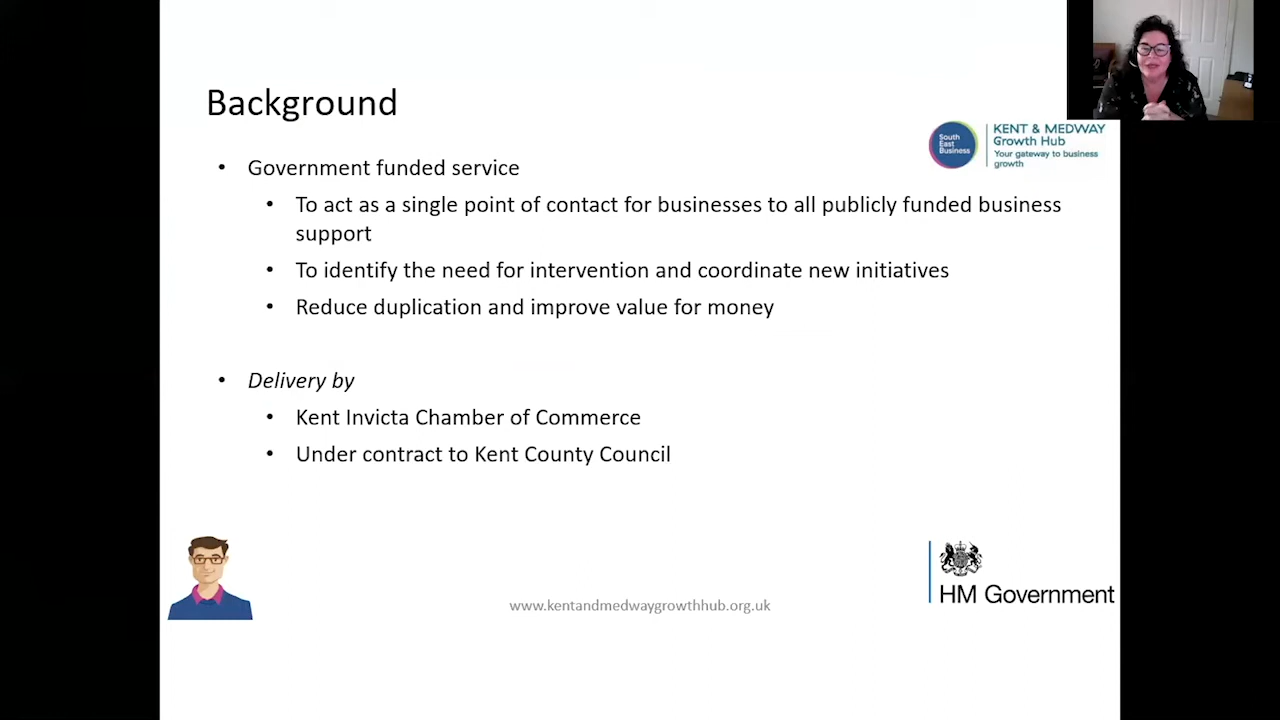 Background
South
East
Business
KENT & MEDWAY
Growth Hub
Your gateway to business
growth
• Government funded service
• To act as a single point of contact for businesses to all publicly funded business
support
• To identify the need for intervention and coordinate new initiatives
• Reduce duplication and improve value for money
• Delivery by
• Kent Invicta Chamber of Commerce
• Under contract to Kent County Council
HM Government
www.kentandmedwaygrowthhub.org.uk